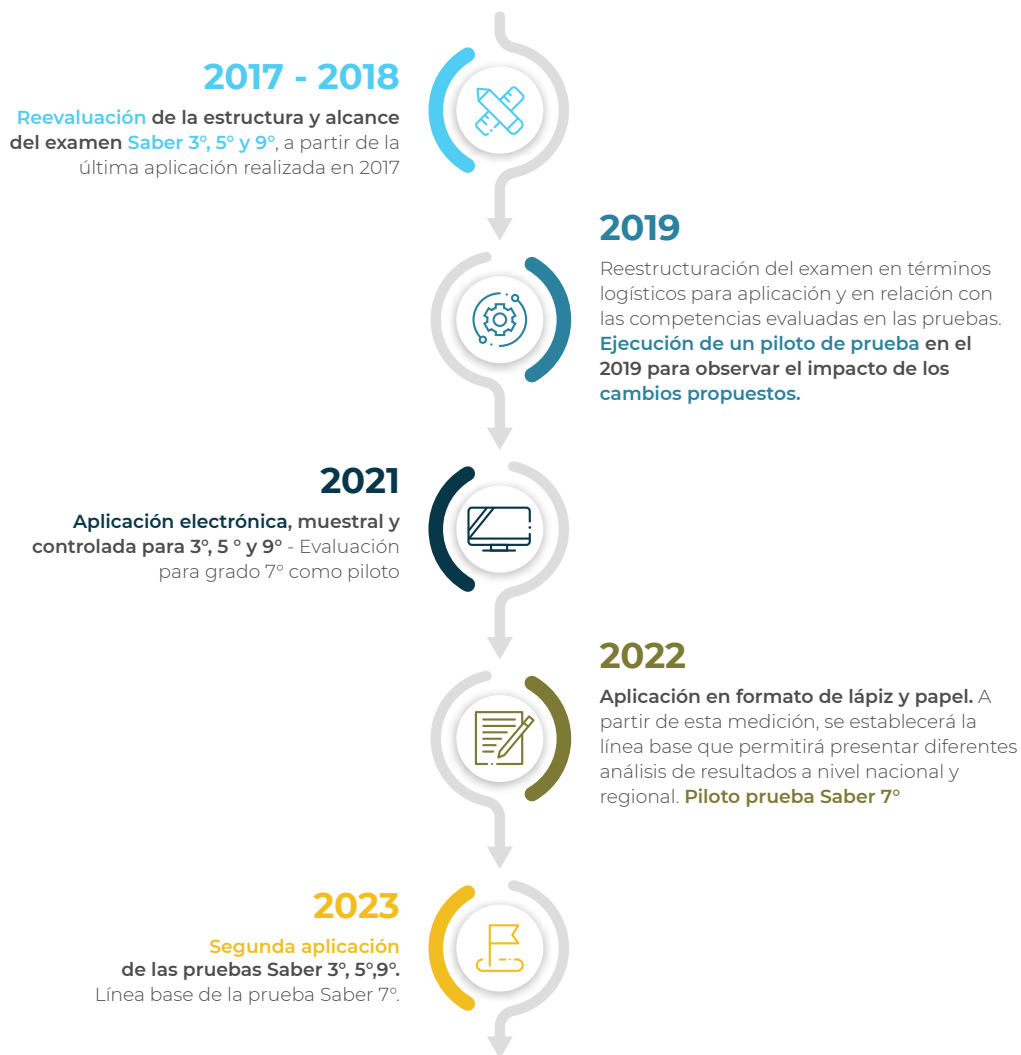 2017 - 2018
Reevaluación de la estructura y alcance
del examen Saber 3°, 5° y 9°, a partir de la
última aplicación realizada en 2017
2019
Reestructuración del examen en términos
logísticos para aplicación y en relación con
las competencias evaluadas en las pruebas.
Ejecución de un piloto de prueba en el
2019 para observar el impacto de los
cambios propuestos.
2021
Aplicación electrónica, muestral y
controlada para 3°, 5 ° y 9° - Evaluación
para grado 7° como piloto
2022
Aplicación en formato de lápiz y papel. A
partir de esta medición, se establecerá la
línea base que permitirá presentar diferentes
análisis de resultados a nivel nacional y
regional. Piloto prueba Saber 7°
2023
Segunda aplicación
de las pruebas Saber 3°, 5°,9°.
Línea base de la prueba Saber 7°.